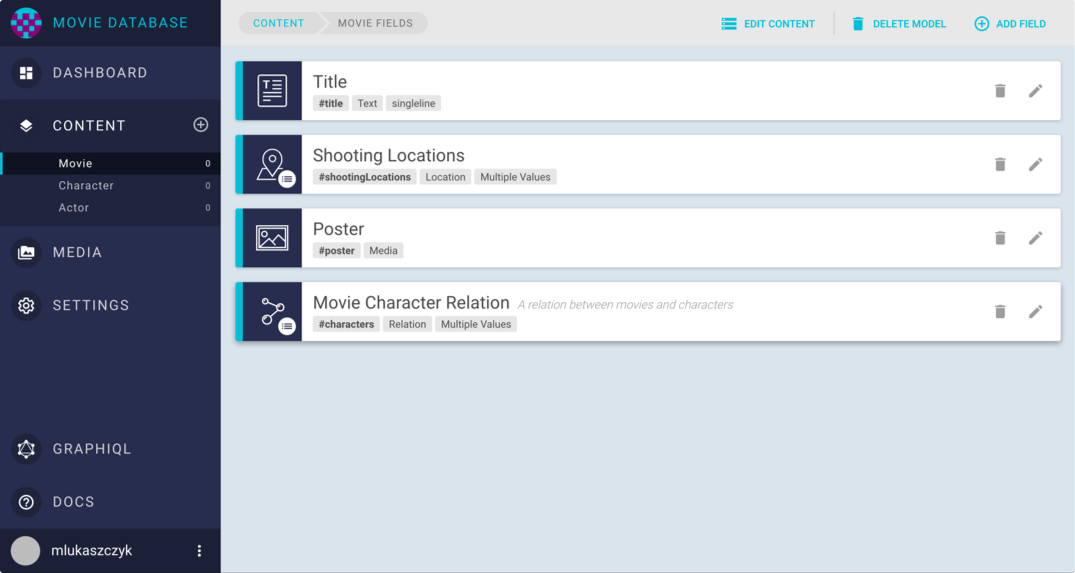 MOVIE DATABASE
CONTENT MOVIE FIELDS
EDIT CONTENT DELETE MODEL ADD FIELD
DASHBOARD
CONTENT
Movie 0
Character 0
Actor 0
MEDIA
SETTINGS
GRAPHIQL
DOCS
mlukaszczyk
T
Title
#title Text singleline
Shooting Locations
#shootingLocations Location Multiple Values
Poster
#poster Media
Movie Character Relation A relation between movies and characters
#characters Relation Multiple Values